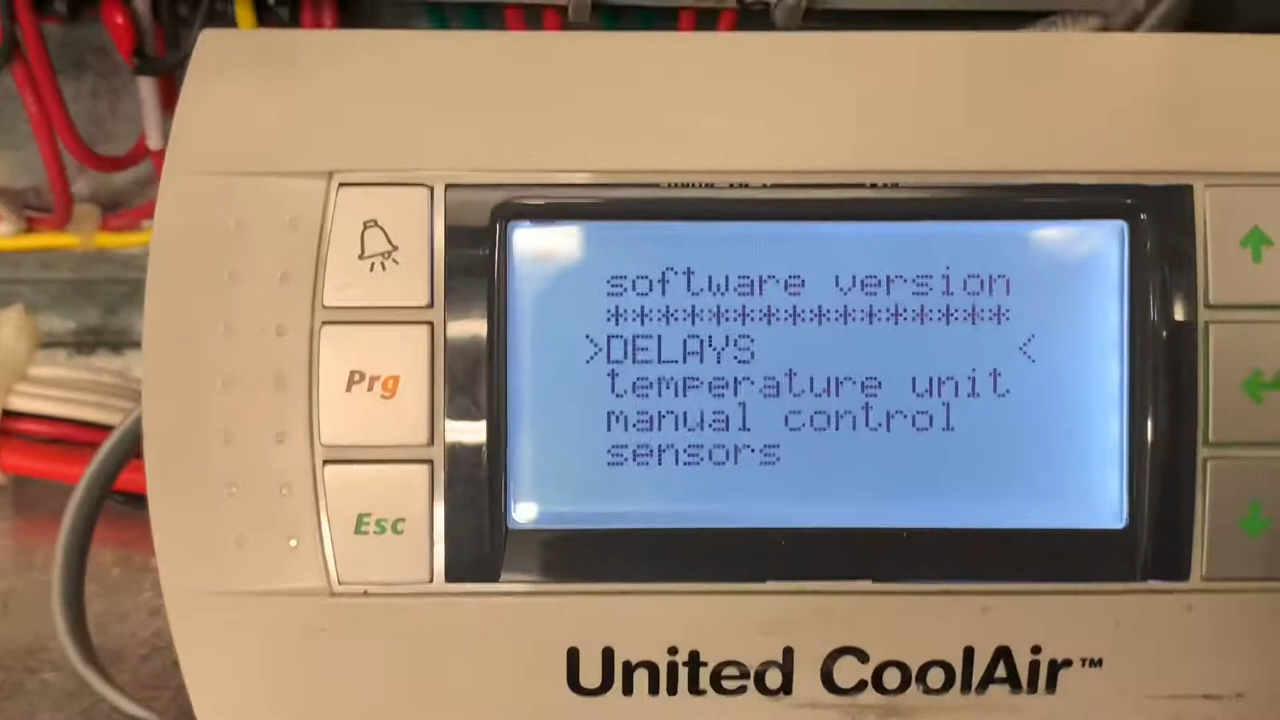 software version
****************
>DELAYS <
temperature unit
manual control
sensors
Prg
Esc
United CoolAir™